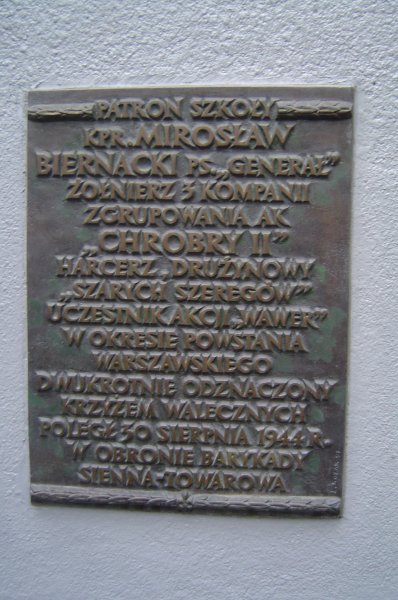 PATRON SZKOŁY
KPR. MIROSŁAW
BIERNACKI PS. „GENERAŁ”
ŻOŁNIERZ 3 KOMPANII
ZGRUPOWANIA AK
„CHROBRY II”
HARCERZ, DRUŻYNOWY
„SZARYCH SZEREGÓW”
UCZESTNIK AKCJI „WAWER”
W OKRESIE POWSTANIA
WARSZAWSKIEGO
DWUKROTNIE ODZNACZONY
KRZYŻEM WALECZNYCH
POLEGŁ 30 SIERPNIA 1944 R.
W OBRONIE BARYKADY
SIENNA-TOWAROWA